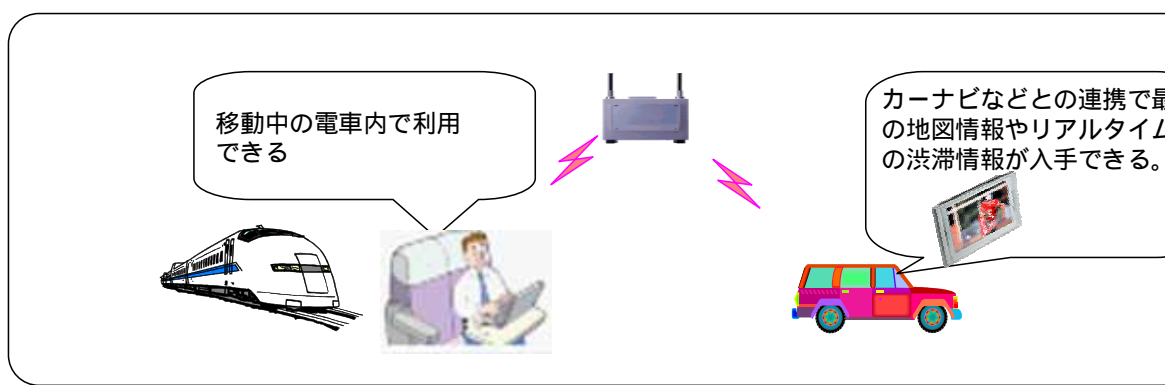 移動中の電車内で利用
できる
カーナビなどとの連携で最
の地図情報やリアルタイム
の渋滞情報が入手できる。